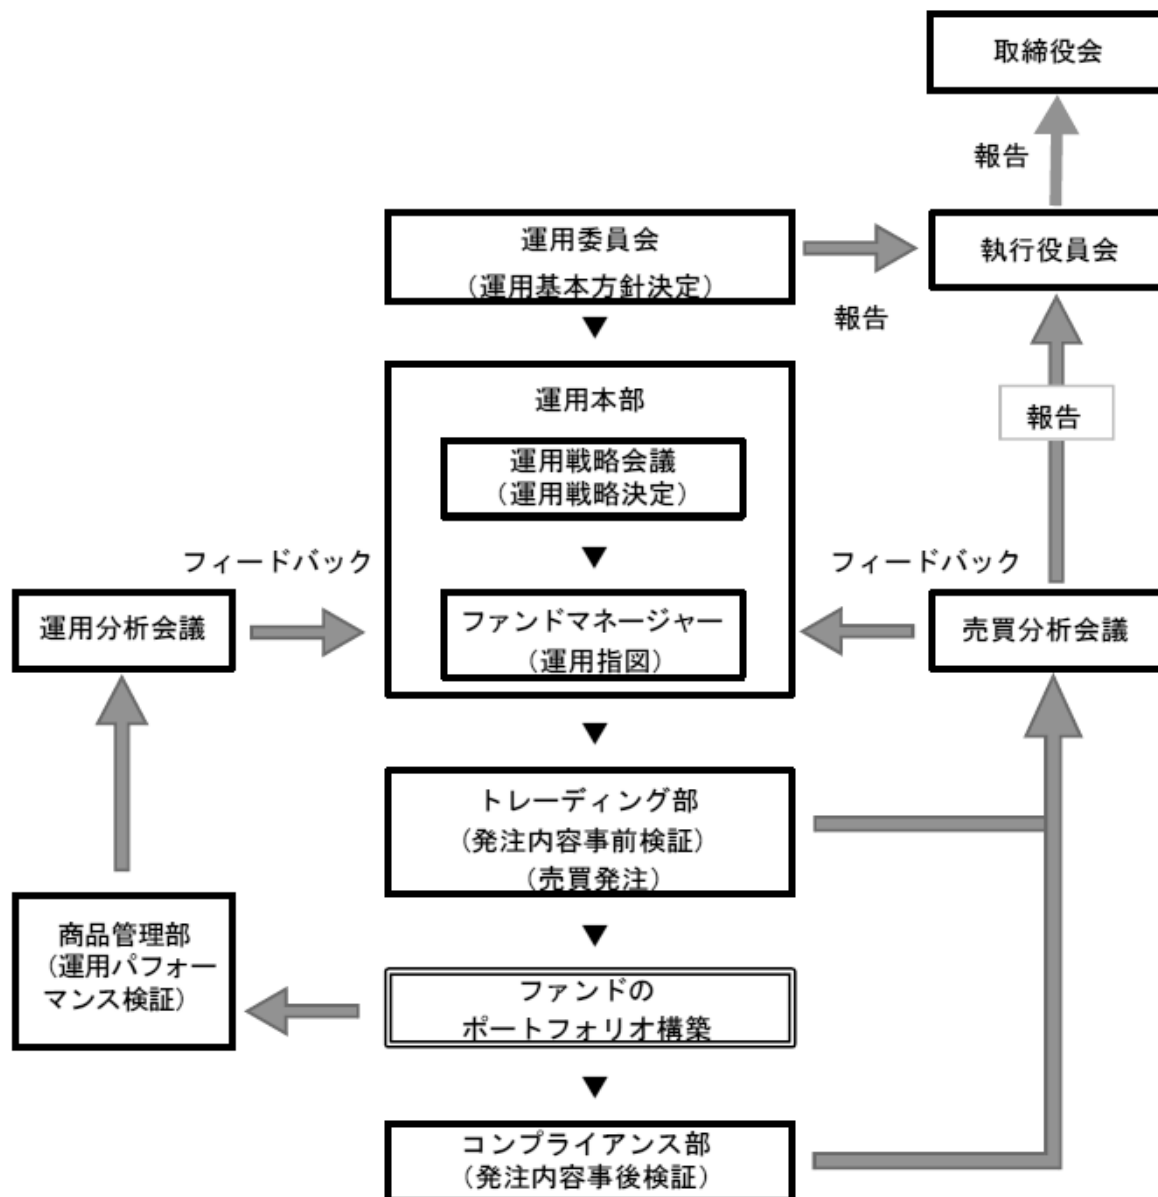 取締役会
報告
運用委員会
(運用基本方針決定)
執行役員会
報告
▼
運用本部
報告
運用戦略会議
(運用戦略決定)
▼
フィードバック
フィードバック
運用分析会議
ファンドマネージャー
(運用指図)
売買分析会議
▼
トレーディング部
(発注内容事前検証)
(売買発注)
▼
商品管理部
(運用パフォー
マンス検証)
ファンドの
ポートフォリオ構築
▼
コンプライアンス部
(発注内容事後検証)